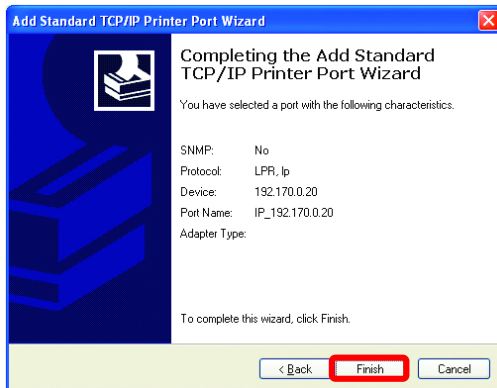 Add Standard TCP/IP Printer Port Wizard
Completing the Add Standard
TCP/IP Printer Port Wizard
You have selected a port with the following characteristics.
SNMP: No
Protocol: LPR, lp
Device: 192.170.0.20
Port Name: IP_192.170.0.20
Adapter Type:
To complete this wizard, click Finish.
< Back Finish Cancel